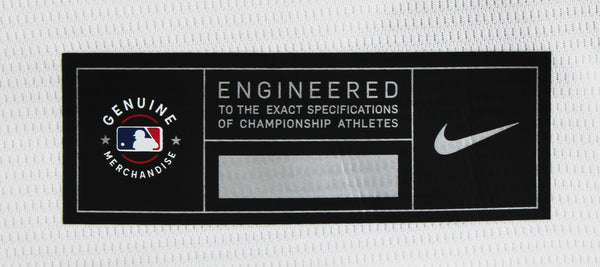 GENUINE
MERCHANDISE
ENGINEERED
TO THE EXACT SPECIFICATIONS
OF CHAMPIONSHIP ATHLETES